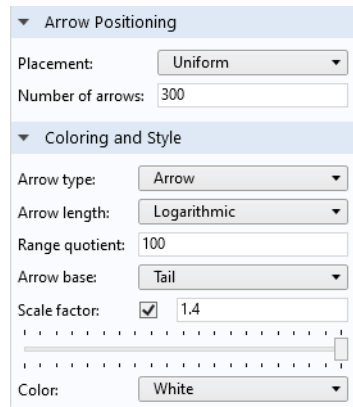 Arrow Positioning
Placement: Uniform
Number of arrows: 300
Coloring and Style
Arrow type: Arrow
Arrow length: Logarithmic
Range quotient: 100
Arrow base: Tail
Scale factor: 1.4
Color: White